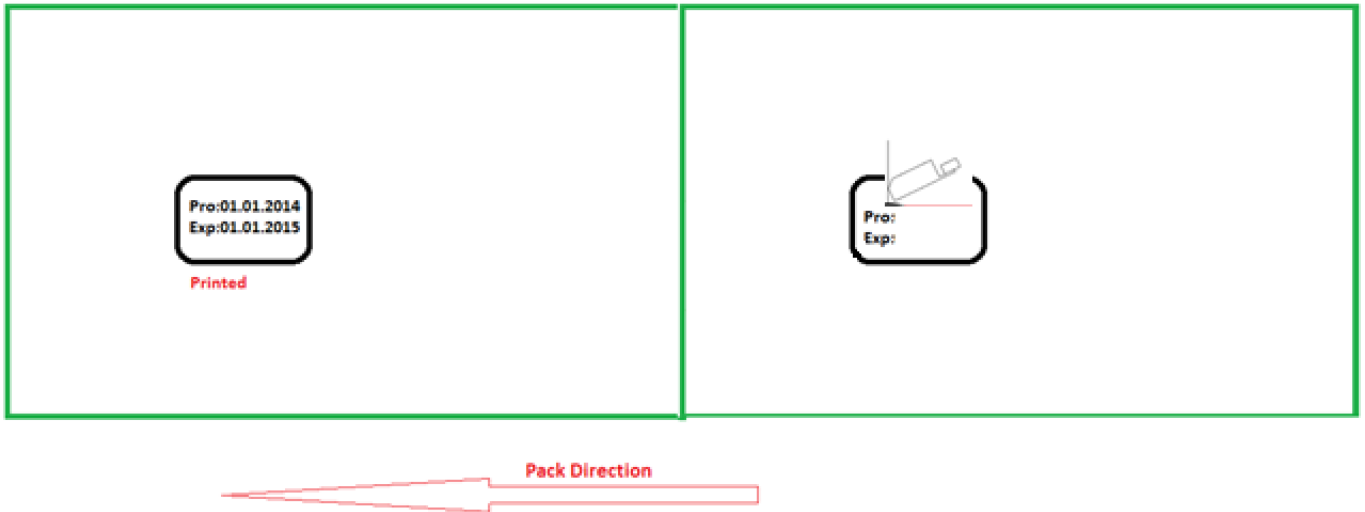 Pro:01.01.2014
Exp:01.01.2015
Printed
Pro:
Exp:
Pack Direction